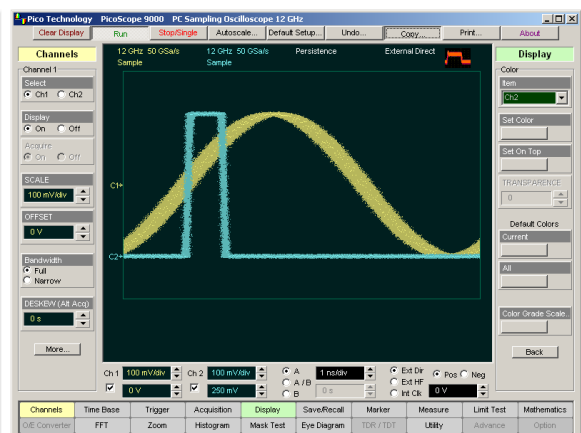 Pico Technology PicoScope 9000 PC Sampling Oscilloscope 12 GHz
Clear Display Run Stop/Single Autoscale... Default Setup... Undo... Copy... Print... About
Channels
Channel 1
Select
Ch1 Ch2
Display
On Off
Acquire
On Off
SCALE
100 mV/div
OFFSET
0 V
Bandwidth
Full
Narrow
DESKEW (Alt Acq)
0 s
More...
12 GHz 50 GSa/s 12 GHz 50 GSa/s Persistence External Direct
Sample Sample
C1+
C2+
Display
Color
Item
Ch2
Set Color
Set On Top
TRANSPARENCE
0
Default Colors
Current
All
Color Grade Scale...
Back
Ch 1 100 mV/div Ch 2 100 mV/div A 1 ns/div Ext Dir Pos Neg
A / B Ext HF
0 V 250 mV B 0 s Int Clk 0 V
Channels Time Base Trigger Acquisition Display Save/Recall Marker Measure Limit Test Mathematics
O/E Converter FFT Zoom Histogram Mask Test Eye Diagram TDR / TDT Utility Advance Option